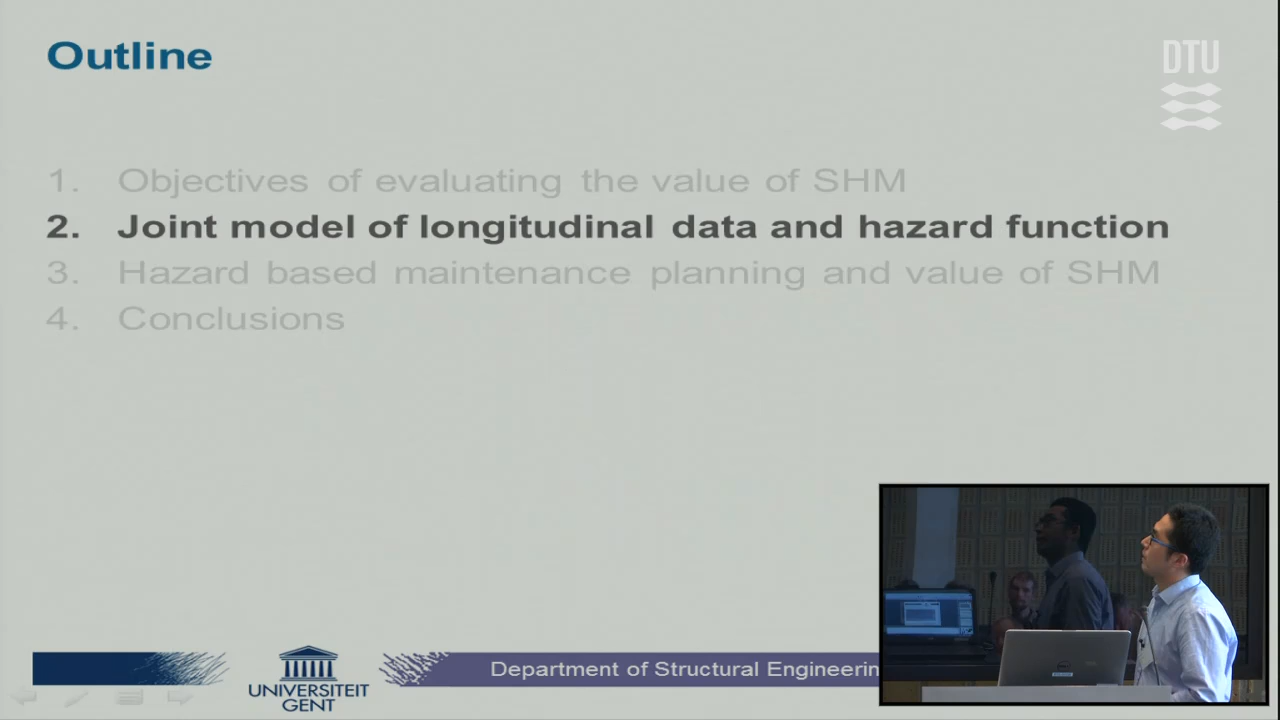 Outline
DTU
1. Objectives of evaluating the value of SHM
2. Joint model of longitudinal data and hazard function
3. Hazard based maintenance planning and value of SHM
4. Conclusions
Department of Structural Engineerin
UNIVERSITEIT
GENT